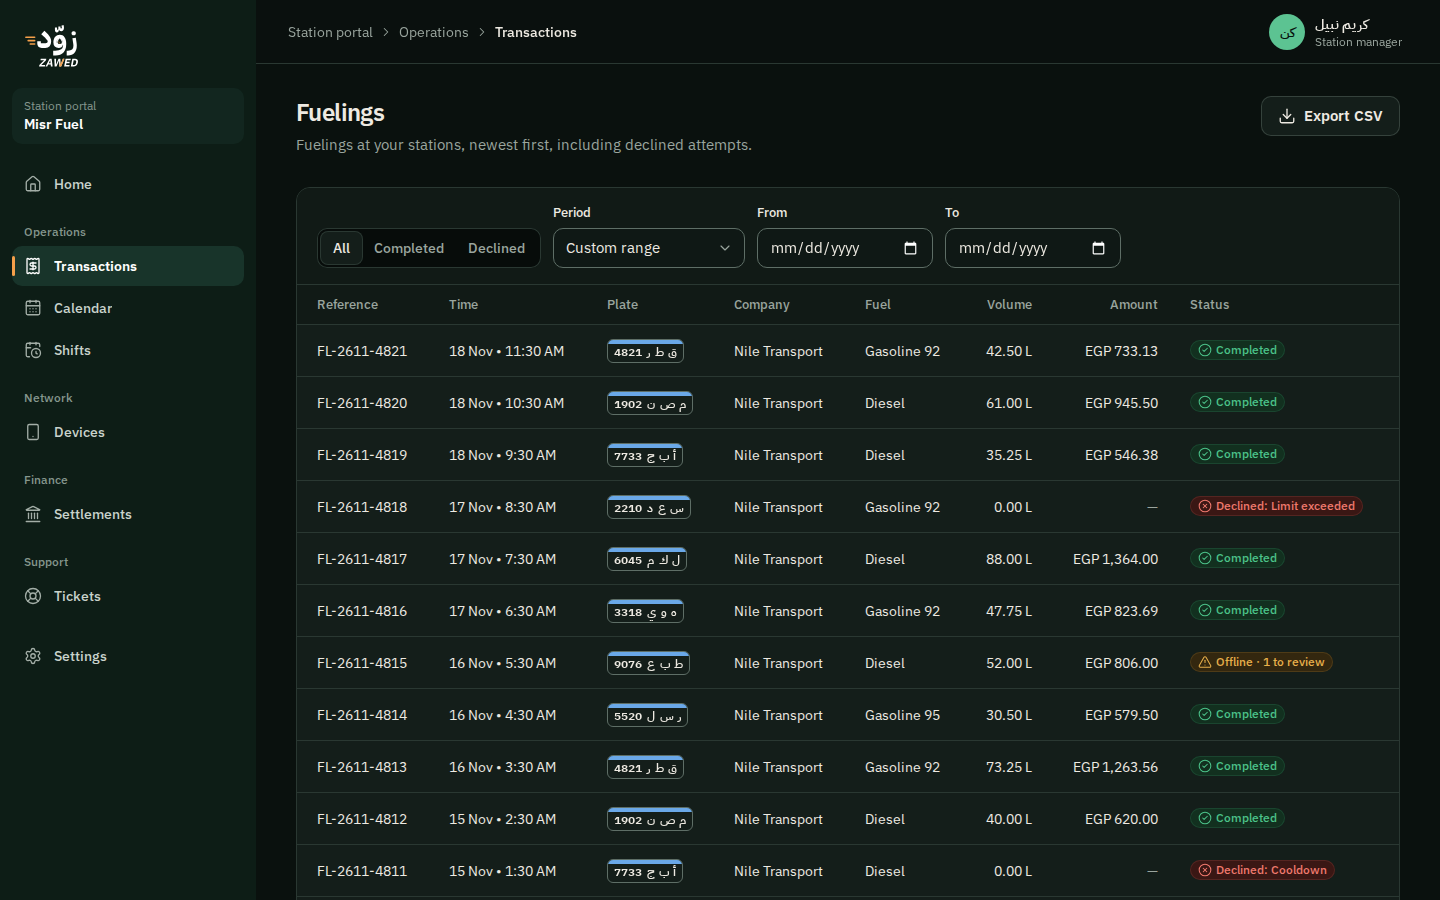 زوّد
ZAWED
Station portal
Misr Fuel
Home
Operations
Transactions
Calendar
Shifts
Network
Devices
Finance
Settlements
Support
Tickets
Settings
Station portal > Operations > Transactions
كن
كريم نبيل
Station manager
Fuelings
Fuelings at your stations, newest first, including declined attempts.
Export CSV
Period From To
All Completed Declined Custom range mm/dd/yyyy mm/dd/yyyy
Reference Time Plate Company Fuel Volume Amount Status
FL-2611-4821 18 Nov • 11:30 AM 4821 ق ط ر Nile Transport Gasoline 92 42.50 L EGP 733.13 Completed
FL-2611-4820 18 Nov • 10:30 AM 1902 م ص ن Nile Transport Diesel 61.00 L EGP 945.50 Completed
FL-2611-4819 18 Nov • 9:30 AM 7733 أ ب ج Nile Transport Diesel 35.25 L EGP 546.38 Completed
FL-2611-4818 17 Nov • 8:30 AM 2210 س ع د Nile Transport Gasoline 92 0.00 L — Declined: Limit exceeded
FL-2611-4817 17 Nov • 7:30 AM 6045 ل ك م Nile Transport Diesel 88.00 L EGP 1,364.00 Completed
FL-2611-4816 17 Nov • 6:30 AM 3318 ه و ي Nile Transport Gasoline 92 47.75 L EGP 823.69 Completed
FL-2611-4815 16 Nov • 5:30 AM 9076 ط ب ع Nile Transport Diesel 52.00 L EGP 806.00 Offline · 1 to review
FL-2611-4814 16 Nov • 4:30 AM 5520 ر س ل Nile Transport Gasoline 95 30.50 L EGP 579.50 Completed
FL-2611-4813 16 Nov • 3:30 AM 4821 ق ط ر Nile Transport Gasoline 92 73.25 L EGP 1,263.56 Completed
FL-2611-4812 15 Nov • 2:30 AM 1902 م ص ن Nile Transport Diesel 40.00 L EGP 620.00 Completed
FL-2611-4811 15 Nov • 1:30 AM 7733 أ ب ج Nile Transport Diesel 0.00 L — Declined: Cooldown